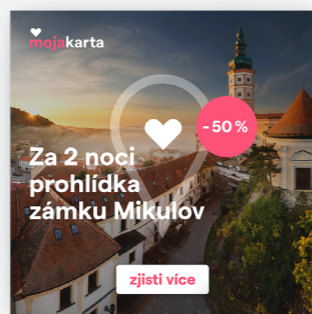 mojakarta
- 50 %
Za 2 noci
prohlídka
zámku Mikulov
zjisti více